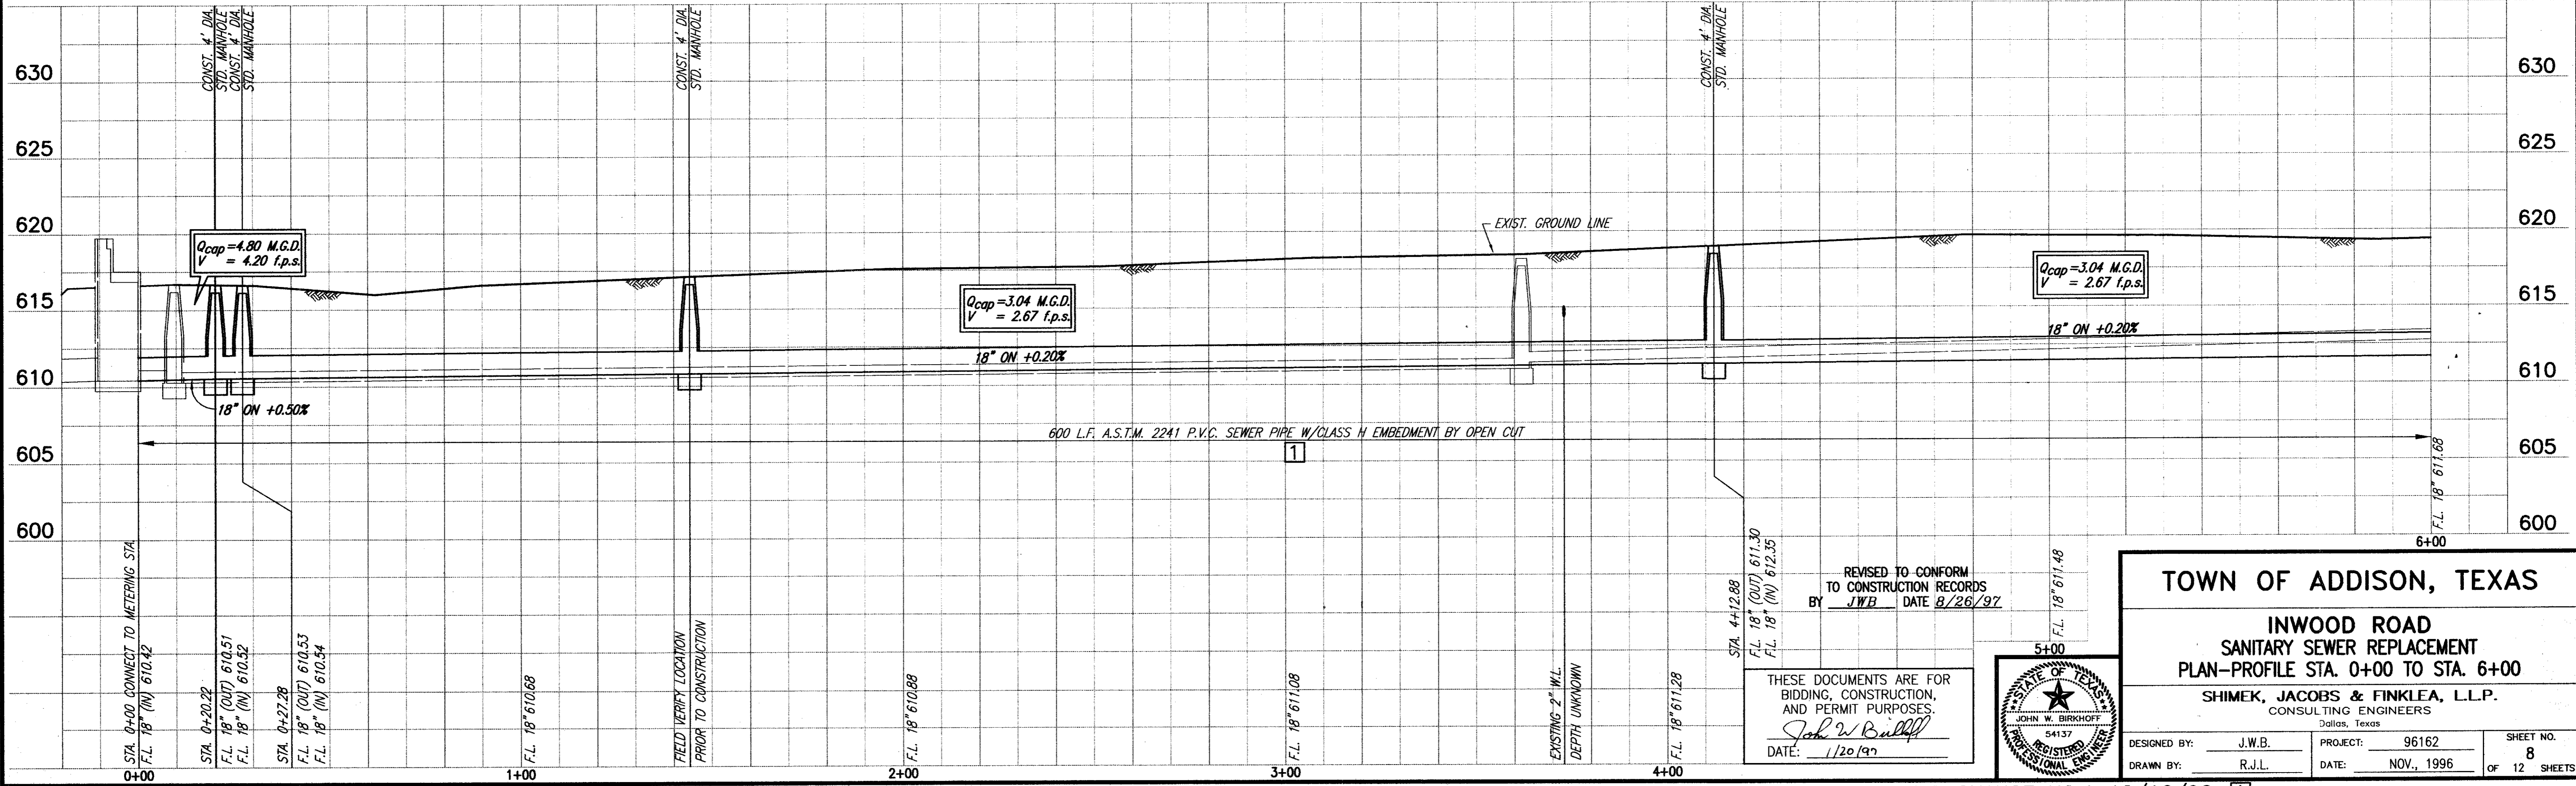 CONST. 4' DIA.
STD. MANHOLE
CONST. 4' DIA.
STD. MANHOLE
CONST. 4' DIA.
STD. MANHOLE
CONST. 4' DIA.
STD. MANHOLE
630
630
625
625
620
620
615
615
610
610
605
605
600
600
Qcap =4.80 M.G.D.
V = 4.20 f.p.s.
EXIST. GROUND LINE
Qcap =3.04 M.G.D.
V = 2.67 f.p.s.
Qcap =3.04 M.G.D.
V = 2.67 f.p.s.
18" ON +0.20%
18" ON +0.20%
18" ON +0.50%
600 L.F. A.S.T.M. 2241 P.V.C. SEWER PIPE W/CLASS H EMBEDMENT BY OPEN CUT
1
STA. 0+00 CONNECT TO METERING STA.
F.L. 18" (IN) 610.42
STA. 0+20.22
F.L. 18" (OUT) 610.51
F.L. 18" (IN) 610.52
STA. 0+27.28
F.L. 18" (OUT) 610.53
F.L. 18" (IN) 610.54
F.L. 18" 610.68
FIELD VERIFY LOCATION
PRIOR TO CONSTRUCTION
F.L. 18" 610.88
F.L. 18" 611.08
EXISTING 2" W.L.
DEPTH UNKNOWN
F.L. 18" 611.28
STA. 4+12.88
F.L. 18" (OUT) 611.30
F.L. 18" (IN) 612.35
F.L. 18" 611.48
F.L. 18" 611.68
0+00
1+00
2+00
3+00
4+00
5+00
6+00
REVISED TO CONFORM
TO CONSTRUCTION RECORDS
BY JWB DATE 8/26/97
THESE DOCUMENTS ARE FOR
BIDDING, CONSTRUCTION,
AND PERMIT PURPOSES.
John W Birkhoff
DATE: 1/20/97
STATE OF TEXAS
JOHN W. BIRKHOFF
54137
REGISTERED
PROFESSIONAL ENGINEER
TOWN OF ADDISON, TEXAS
INWOOD ROAD
SANITARY SEWER REPLACEMENT
PLAN-PROFILE STA. 0+00 TO STA. 6+00
SHIMEK, JACOBS & FINKLEA, L.L.P.
CONSULTING ENGINEERS
Dallas, Texas
DESIGNED BY: J.W.B.
PROJECT: 96162
SHEET NO.
8
DRAWN BY: R.J.L.
DATE: NOV., 1996
OF 12 SHEETS